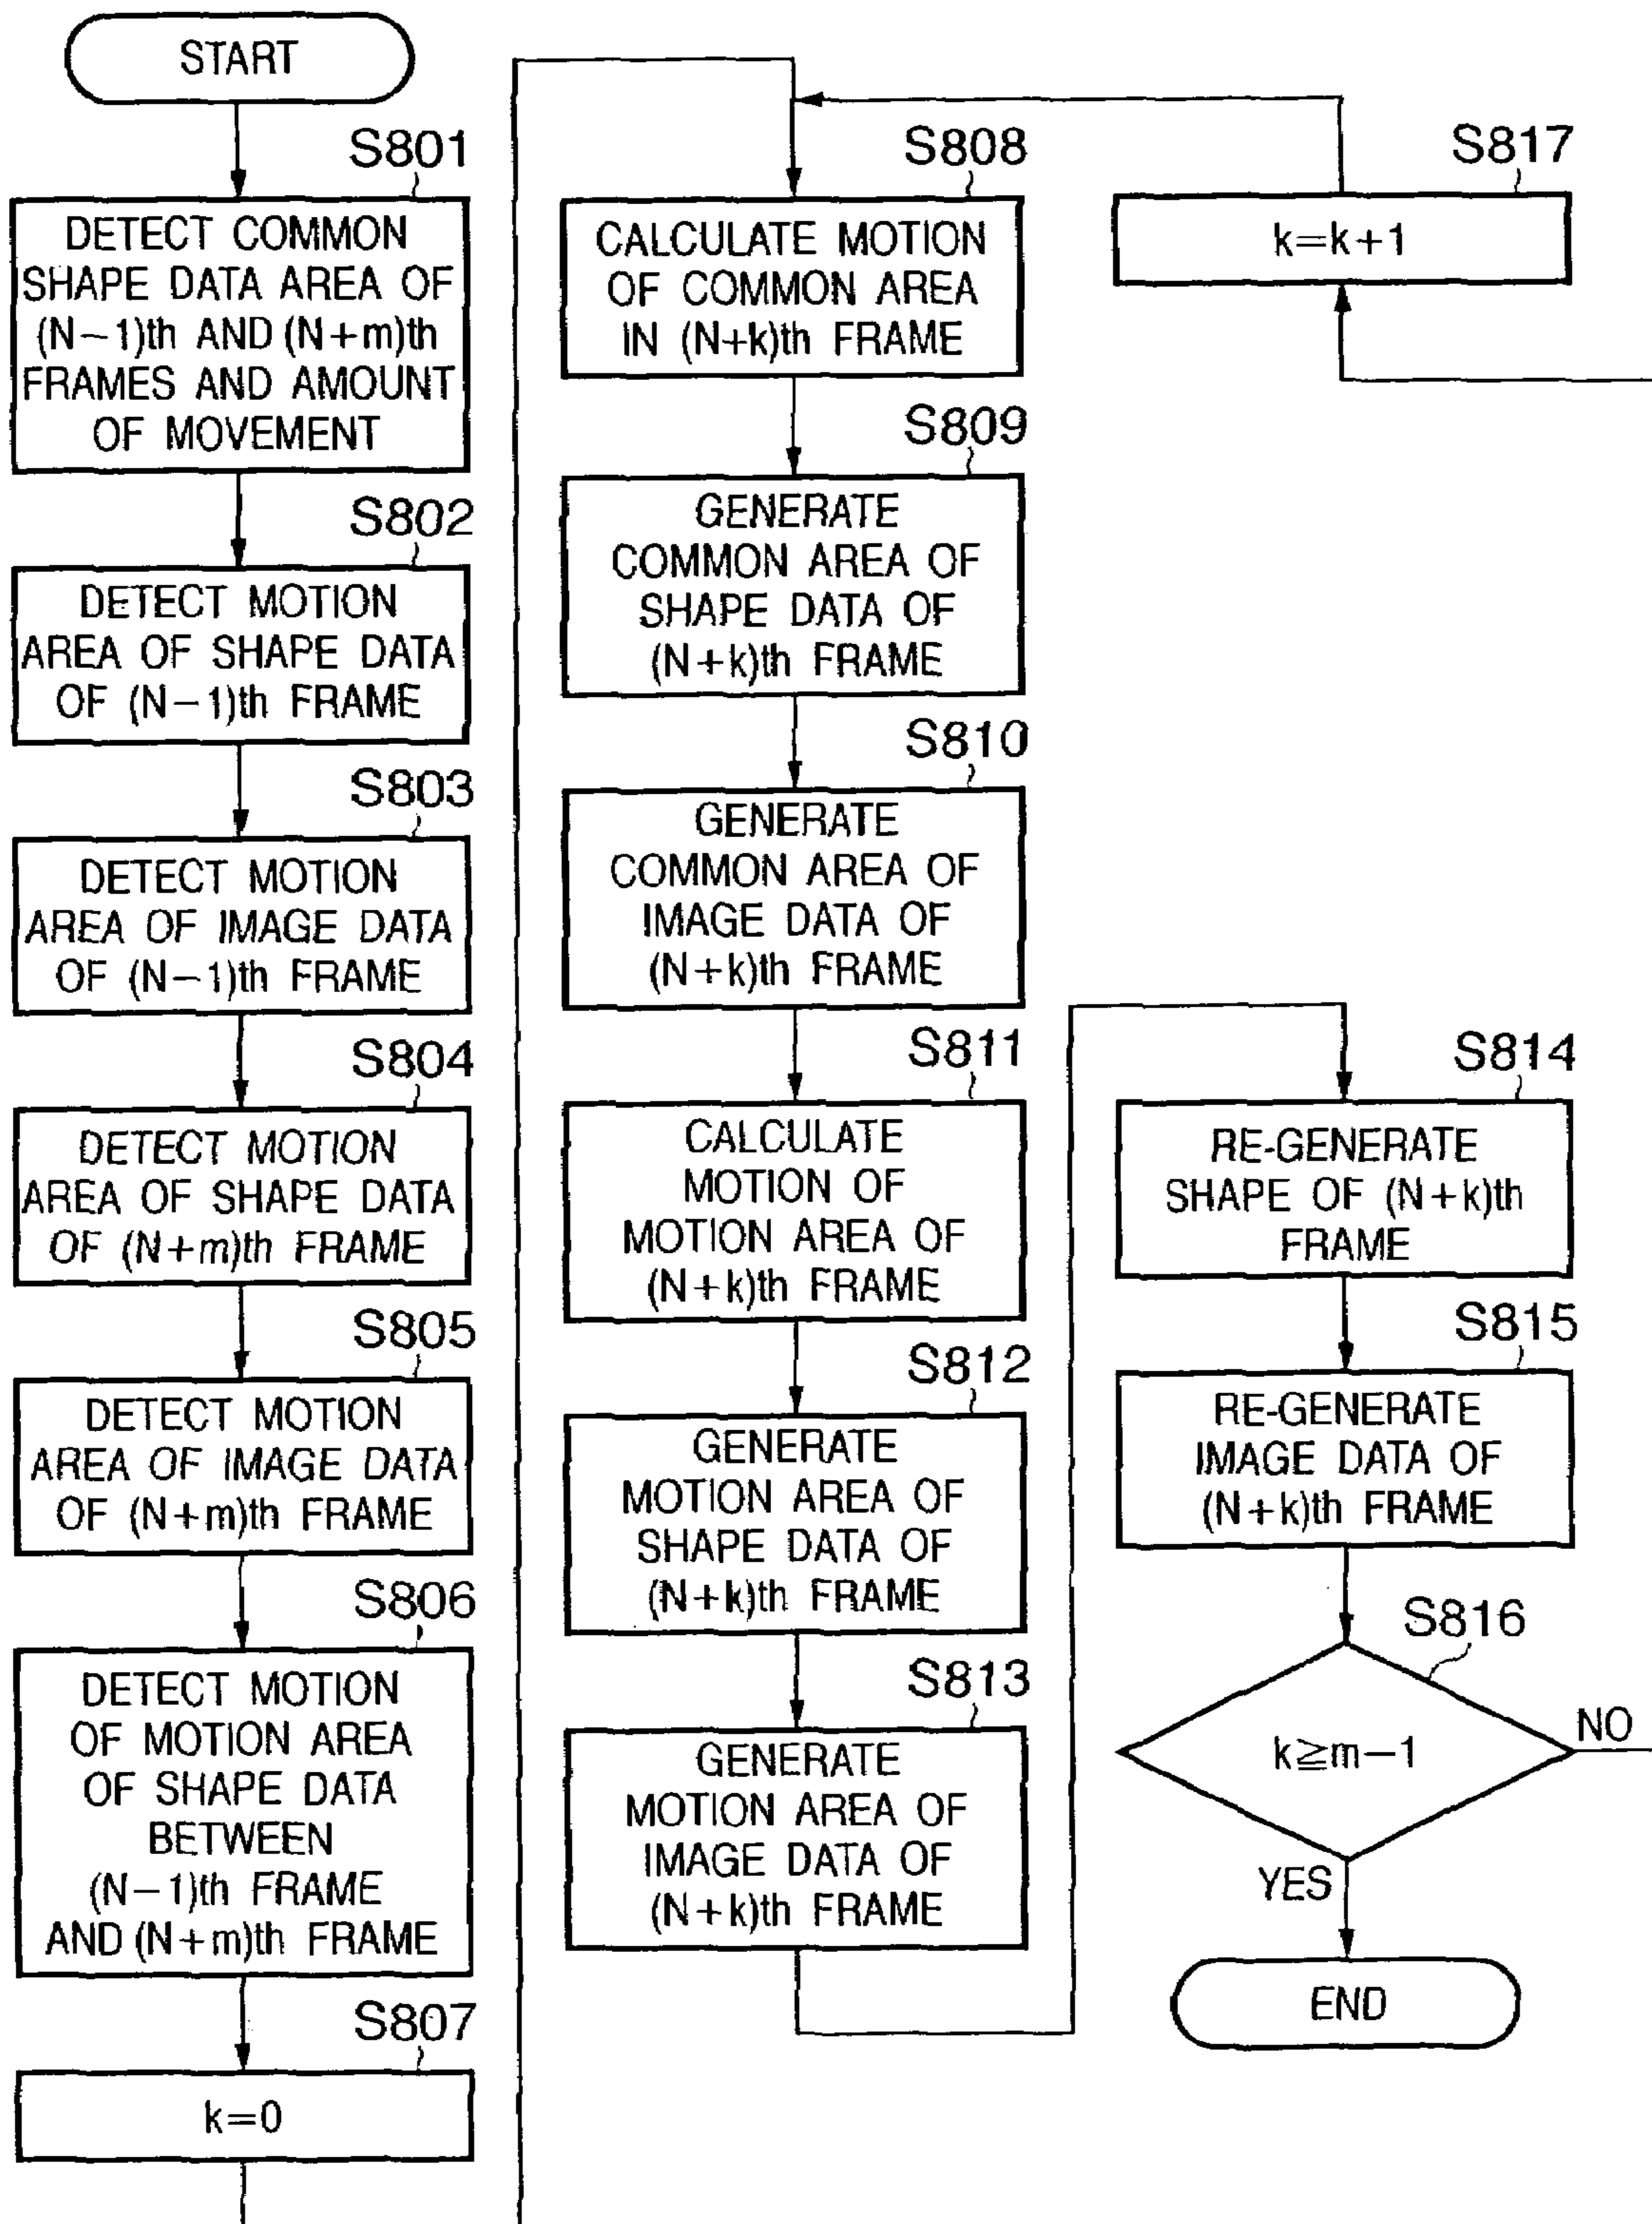 START
S801
DETECT COMMON
SHAPE DATA AREA OF
(N−1)th AND (N+m)th
FRAMES AND AMOUNT
OF MOVEMENT
S802
DETECT MOTION
AREA OF SHAPE DATA
OF (N−1)th FRAME
S803
DETECT MOTION
AREA OF IMAGE DATA
OF (N−1)th FRAME
S804
DETECT MOTION
AREA OF SHAPE DATA
OF (N+m)th FRAME
S805
DETECT MOTION
AREA OF IMAGE DATA
OF (N+m)th FRAME
S806
DETECT MOTION
OF MOTION AREA
OF SHAPE DATA
BETWEEN
(N−1)th FRAME
AND (N+m)th FRAME
S807
k=0
S808
CALCULATE MOTION
OF COMMON AREA
IN (N+k)th FRAME
S809
GENERATE
COMMON AREA OF
SHAPE DATA OF
(N+k)th FRAME
S810
GENERATE
COMMON AREA OF
IMAGE DATA OF
(N+k)th FRAME
S811
CALCULATE
MOTION OF
MOTION AREA OF
(N+k)th FRAME
S812
GENERATE
MOTION AREA OF
SHAPE DATA OF
(N+k)th FRAME
S813
GENERATE
MOTION AREA OF
IMAGE DATA OF
(N+k)th FRAME
S814
RE-GENERATE
SHAPE OF (N+k)th
FRAME
S815
RE-GENERATE
IMAGE DATA OF
(N+k)th FRAME
S816
k≧m−1
NO
YES
END
S817
k=k+1